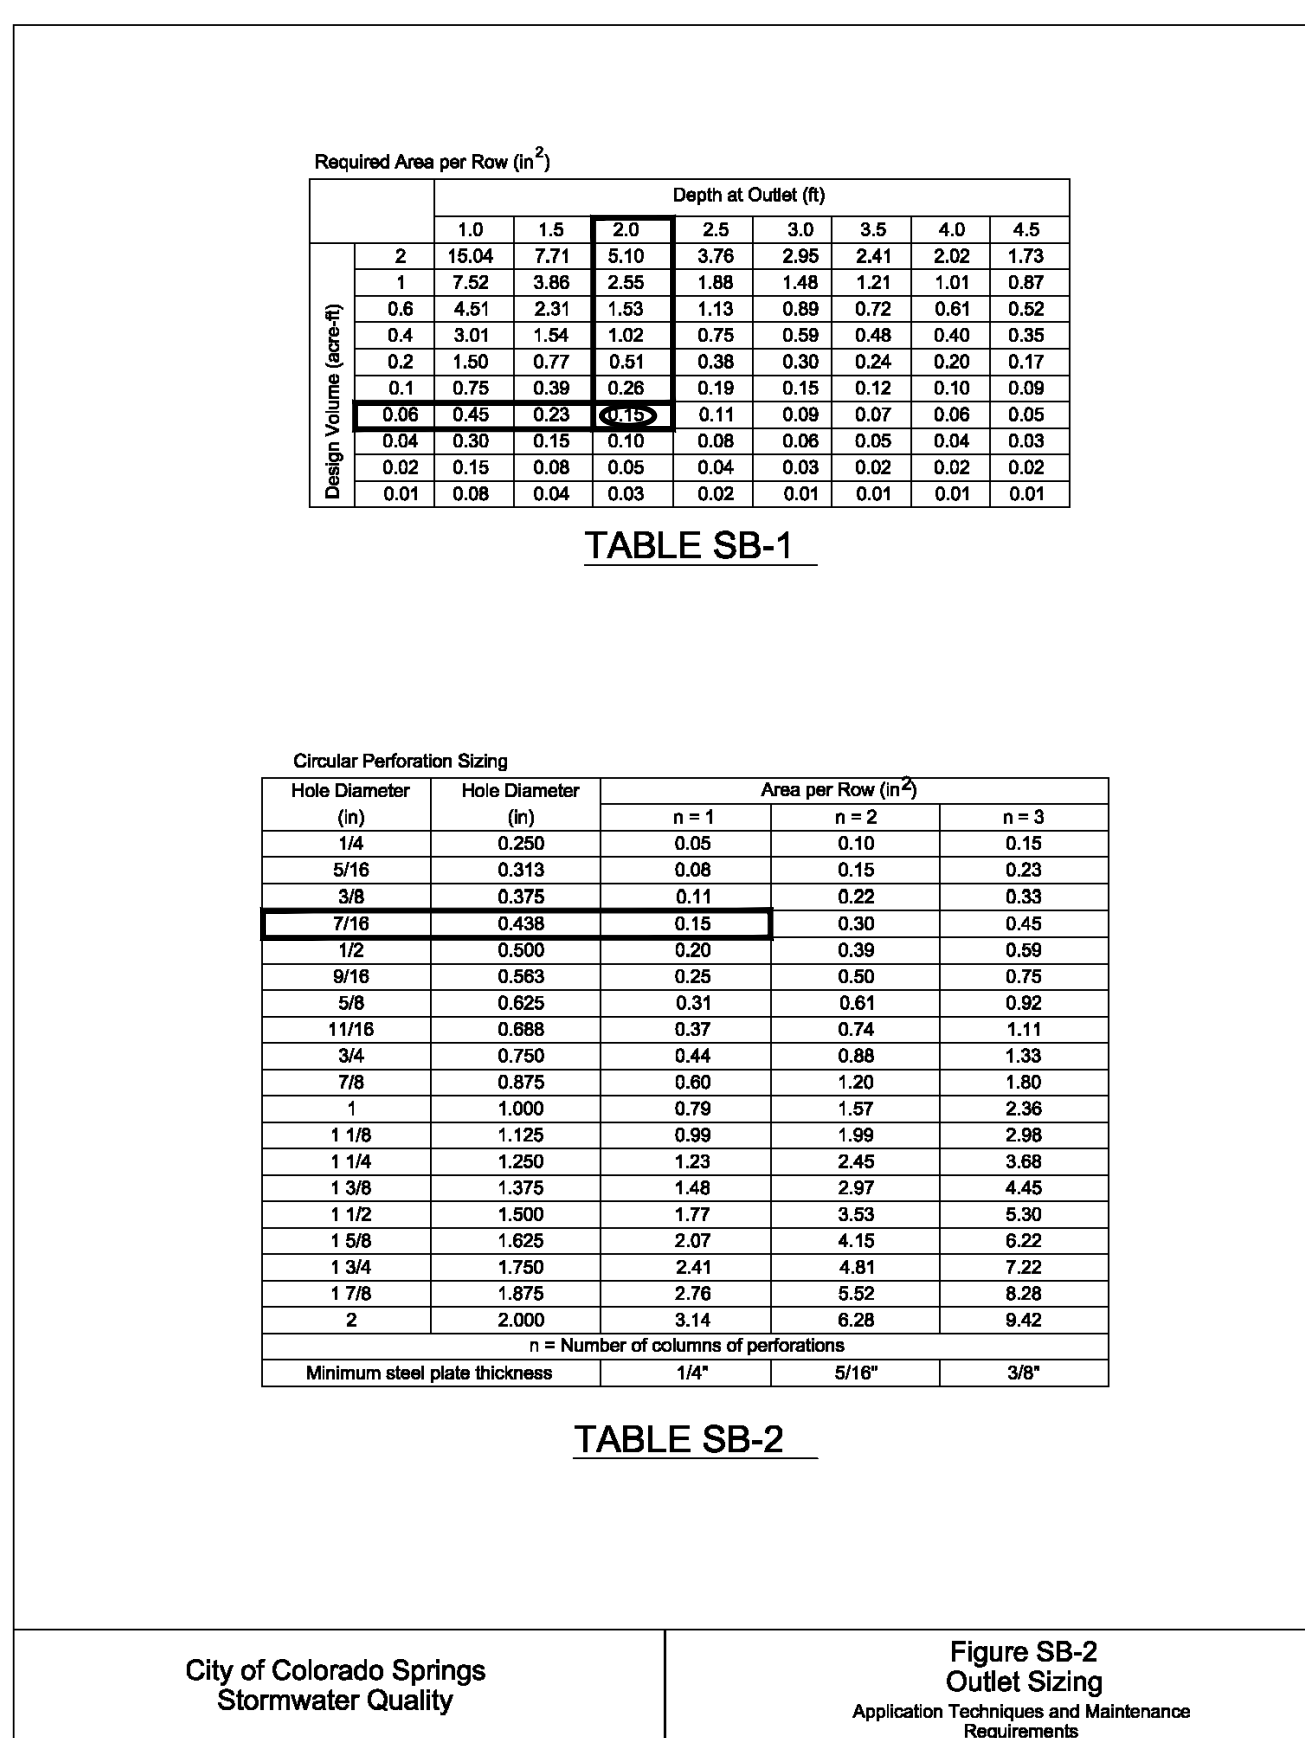 Required Area per Row (in2)
Depth at Outlet (ft)
1.0 1.5 2.0 2.5 3.0 3.5 4.0 4.5
Design Volume (acre-ft)
2 15.04 7.71 5.10 3.76 2.95 2.41 2.02 1.73
1 7.52 3.86 2.55 1.88 1.48 1.21 1.01 0.87
0.6 4.51 2.31 1.53 1.13 0.89 0.72 0.61 0.52
0.4 3.01 1.54 1.02 0.75 0.59 0.48 0.40 0.35
0.2 1.50 0.77 0.51 0.38 0.30 0.24 0.20 0.17
0.1 0.75 0.39 0.26 0.19 0.15 0.12 0.10 0.09
0.06 0.45 0.23 0.15 0.11 0.09 0.07 0.06 0.05
0.04 0.30 0.15 0.10 0.08 0.06 0.05 0.04 0.03
0.02 0.15 0.08 0.05 0.04 0.03 0.02 0.02 0.02
0.01 0.08 0.04 0.03 0.02 0.01 0.01 0.01 0.01
TABLE SB-1
Circular Perforation Sizing
Hole Diameter Hole Diameter Area per Row (in2)
(in) (in) n = 1 n = 2 n = 3
1/4 0.250 0.05 0.10 0.15
5/16 0.313 0.08 0.15 0.23
3/8 0.375 0.11 0.22 0.33
7/16 0.438 0.15 0.30 0.45
1/2 0.500 0.20 0.39 0.59
9/16 0.563 0.25 0.50 0.75
5/8 0.625 0.31 0.61 0.92
11/16 0.688 0.37 0.74 1.11
3/4 0.750 0.44 0.88 1.33
7/8 0.875 0.60 1.20 1.80
1 1.000 0.79 1.57 2.36
1 1/8 1.125 0.99 1.99 2.98
1 1/4 1.250 1.23 2.45 3.68
1 3/8 1.375 1.48 2.97 4.45
1 1/2 1.500 1.77 3.53 5.30
1 5/8 1.625 2.07 4.15 6.22
1 3/4 1.750 2.41 4.81 7.22
1 7/8 1.875 2.76 5.52 8.28
2 2.000 3.14 6.28 9.42
n = Number of columns of perforations
Minimum steel plate thickness 1/4" 5/16" 3/8"
TABLE SB-2
City of Colorado Springs
Stormwater Quality
Figure SB-2
Outlet Sizing
Application Techniques and Maintenance
Requirements